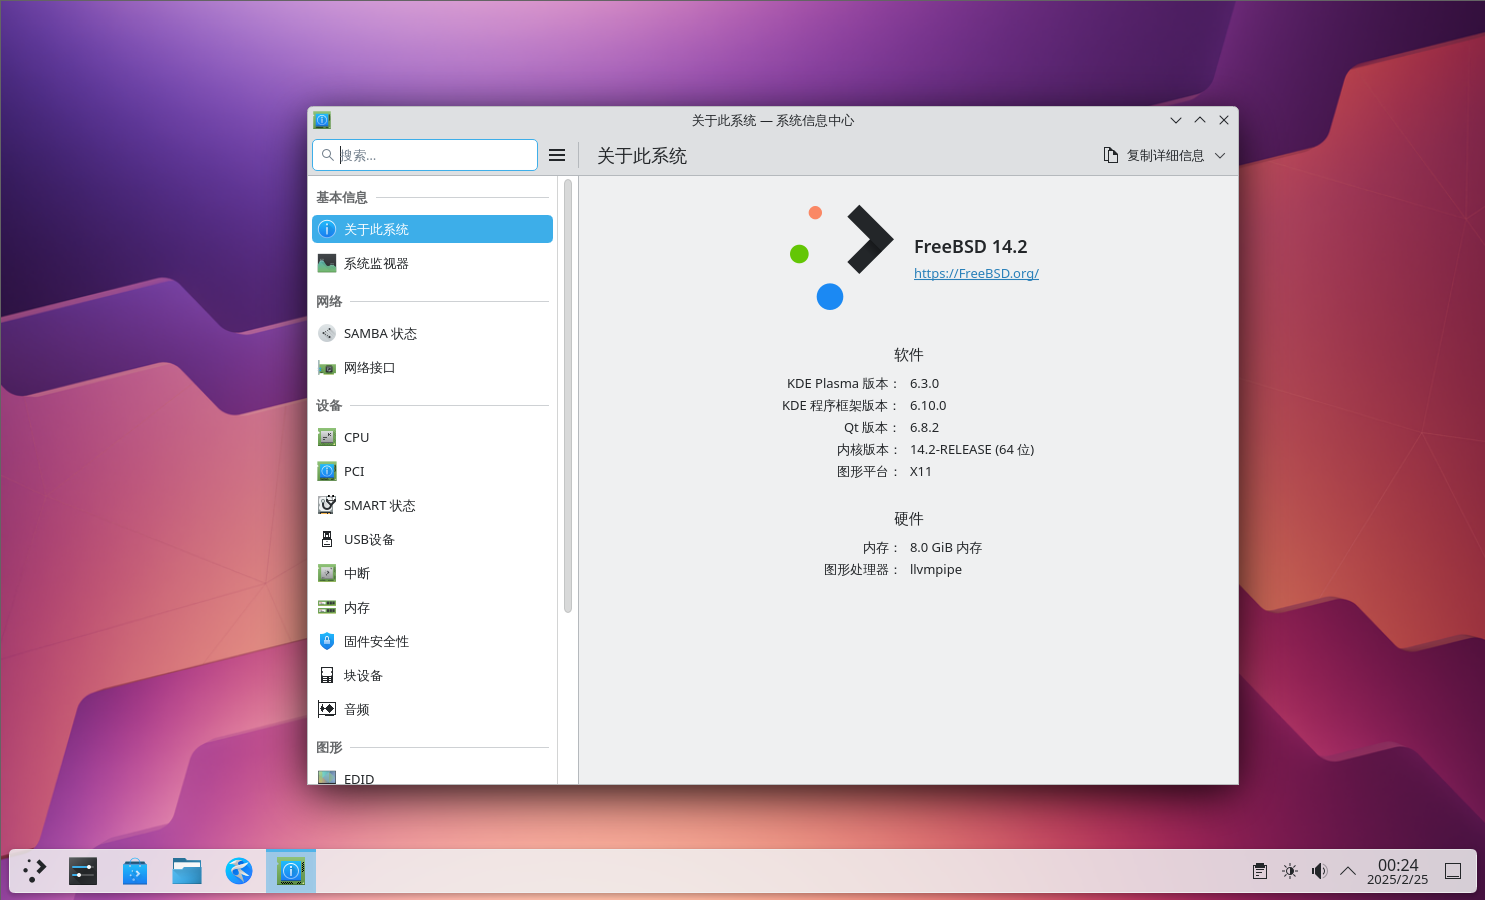 关于此系统 — 系统信息中心
搜索...
关于此系统
复制详细信息
基本信息
关于此系统
系统监视器
网络
SAMBA 状态
网络接口
设备
CPU
PCI
SMART 状态
USB设备
中断
内存
固件安全性
块设备
音频
图形
EDID
FreeBSD 14.2
https://FreeBSD.org/
软件
KDE Plasma 版本： 6.3.0
KDE 程序框架版本： 6.10.0
Qt 版本： 6.8.2
内核版本： 14.2-RELEASE (64 位)
图形平台： X11
硬件
内存： 8.0 GiB 内存
图形处理器： llvmpipe
00:24
2025/2/25